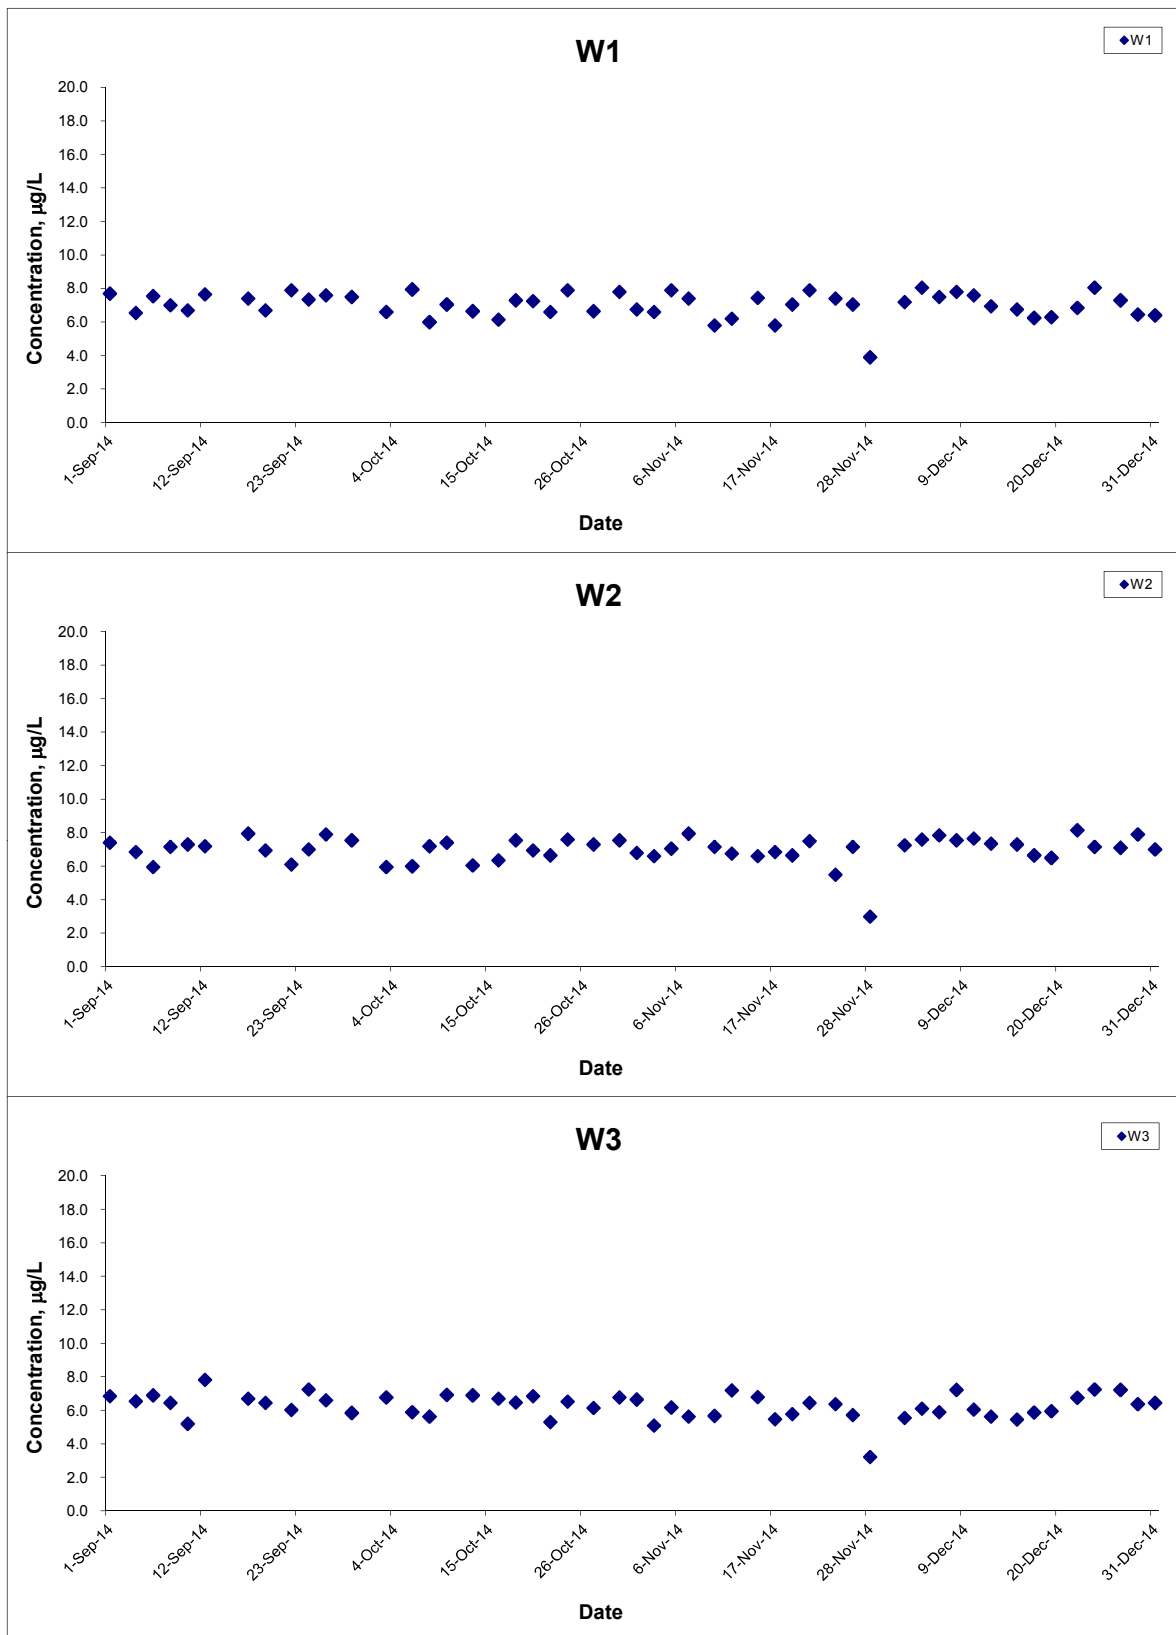 W1
W1
20.0
18.0
16.0
14.0
12.0
10.0
8.0
6.0
4.0
2.0
0.0
Concentration, µg/L
1-Sep-14
12-Sep-14
23-Sep-14
4-Oct-14
15-Oct-14
26-Oct-14
6-Nov-14
17-Nov-14
28-Nov-14
9-Dec-14
20-Dec-14
31-Dec-14
Date
W2
W2
20.0
18.0
16.0
14.0
12.0
10.0
8.0
6.0
4.0
2.0
0.0
Concentration, µg/L
1-Sep-14
12-Sep-14
23-Sep-14
4-Oct-14
15-Oct-14
26-Oct-14
6-Nov-14
17-Nov-14
28-Nov-14
9-Dec-14
20-Dec-14
31-Dec-14
Date
W3
W3
20.0
18.0
16.0
14.0
12.0
10.0
8.0
6.0
4.0
2.0
0.0
Concentration, µg/L
1-Sep-14
12-Sep-14
23-Sep-14
4-Oct-14
15-Oct-14
26-Oct-14
6-Nov-14
17-Nov-14
28-Nov-14
9-Dec-14
20-Dec-14
31-Dec-14
Date